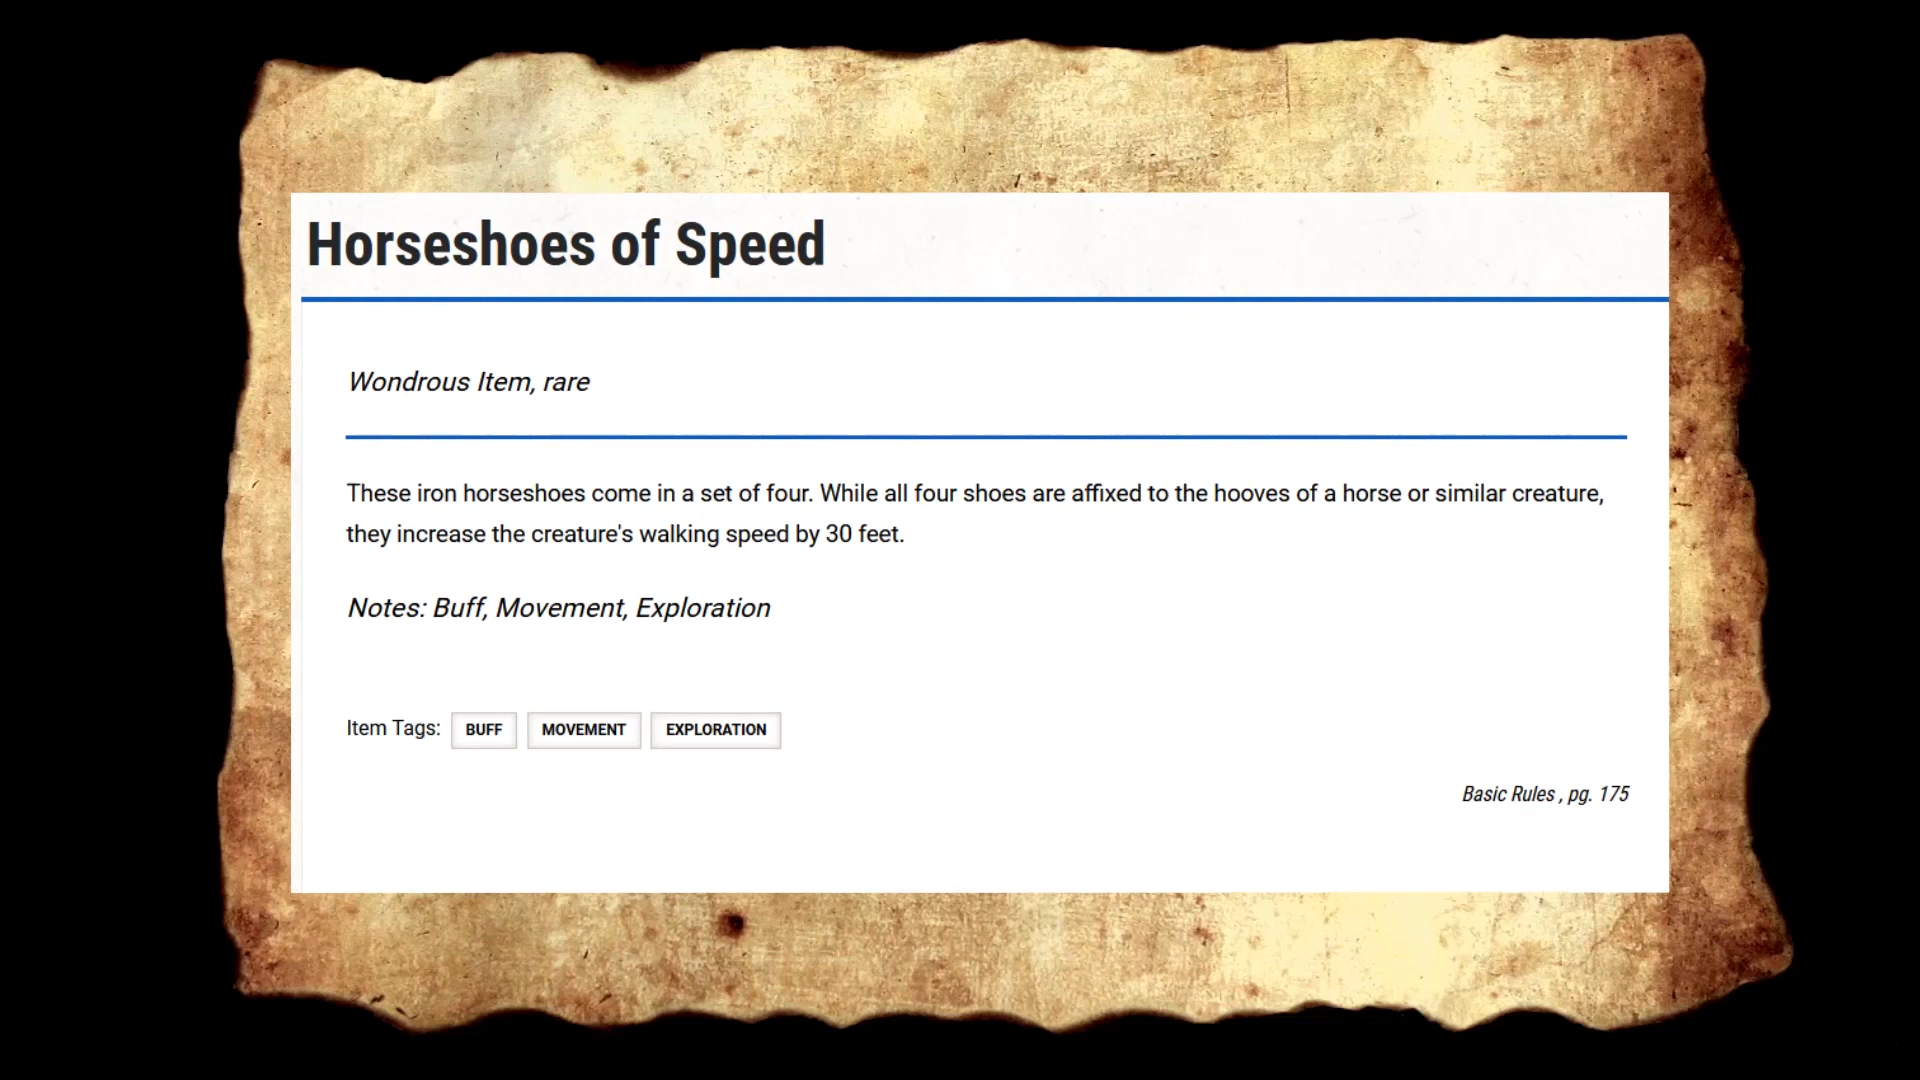 Horseshoes of Speed
Wondrous Item, rare
These iron horseshoes come in a set of four. While all four shoes are affixed to the hooves of a horse or similar creature,
they increase the creature's walking speed by 30 feet.
Notes: Buff, Movement, Exploration
Item Tags: BUFF MOVEMENT EXPLORATION
Basic Rules , pg. 175